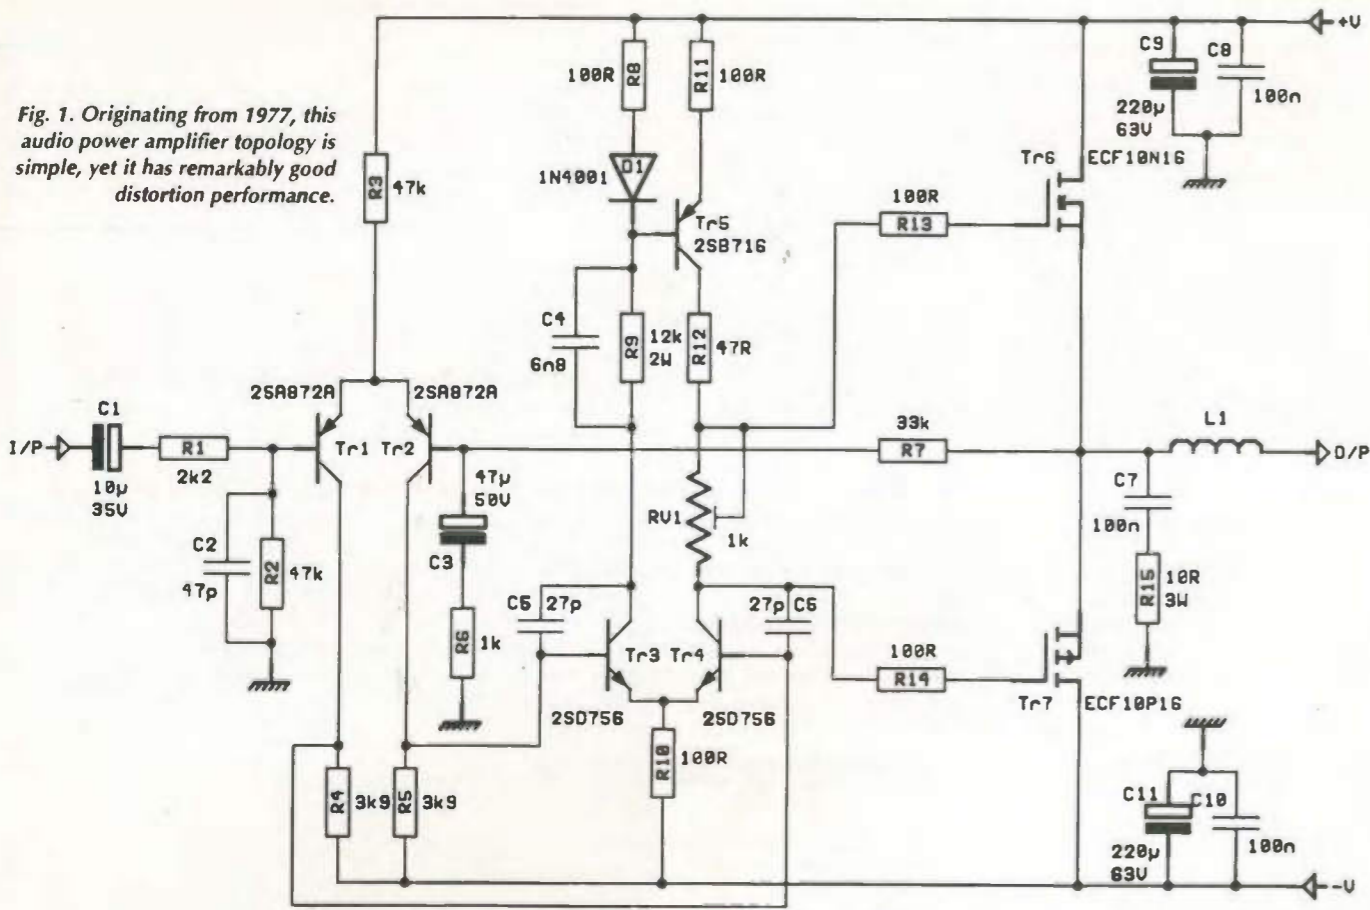 Fig. 1. Originating from 1977, this
audio power amplifier topology is
simple, yet it has remarkably good
distortion performance.
+V
C9
C8
220µ
63V
100n
100R
R8
R11
100R
D1
1N4001
R3
47k
Tr5
2SB716
Tr6
ECF10N16
100R
R13
C4
6n8
R9
12k
2W
R12
47R
2SA872A
2SA872A
I/P
C1
10µ
35V
R1
2k2
Tr1
Tr2
47µ
50V
C3
33k
R7
L1
O/P
C7
100n
RV1
1k
C2
47p
R2
47k
R6
1k
C5
27p
27p
C6
R15
10R
3W
Tr3
Tr4
2SD756
2SD756
100R
R14
Tr7
ECF10P16
R10
100R
R4
3k9
R5
3k9
C11
C10
220µ
63V
100n
-V